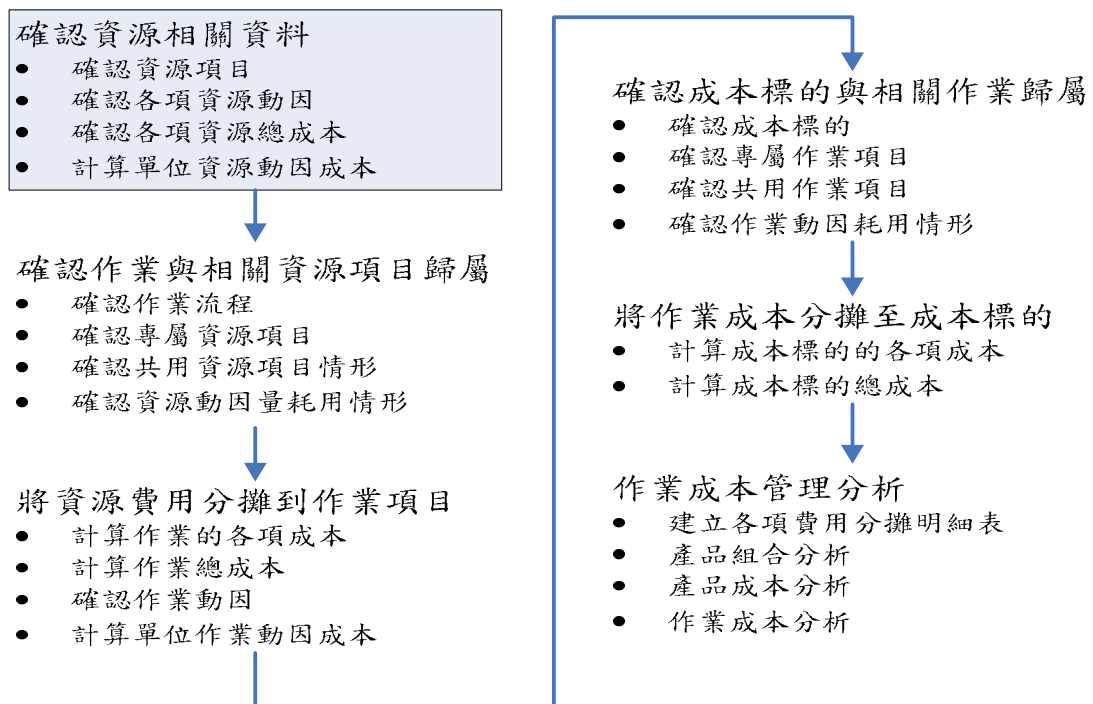 確認資源相關資料
● 確認資源項目
● 確認各項資源動因
● 確認各項資源總成本
● 計算單位資源動因成本
確認作業與相關資源項目歸屬
● 確認作業流程
● 確認專屬資源項目
● 確認共用資源項目情形
● 確認資源動因量耗用情形
將資源費用分攤到作業項目
● 計算作業的各項成本
● 計算作業總成本
● 確認作業動因
● 計算單位作業動因成本
確認成本標的與相關作業歸屬
● 確認成本標的
● 確認專屬作業項目
● 確認共用作業項目
● 確認作業動因耗用情形
將作業成本分攤至成本標的
● 計算成本標的的各項成本
● 計算成本標的總成本
作業成本管理分析
● 建立各項費用分攤明細表
● 產品組合分析
● 產品成本分析
● 作業成本分析